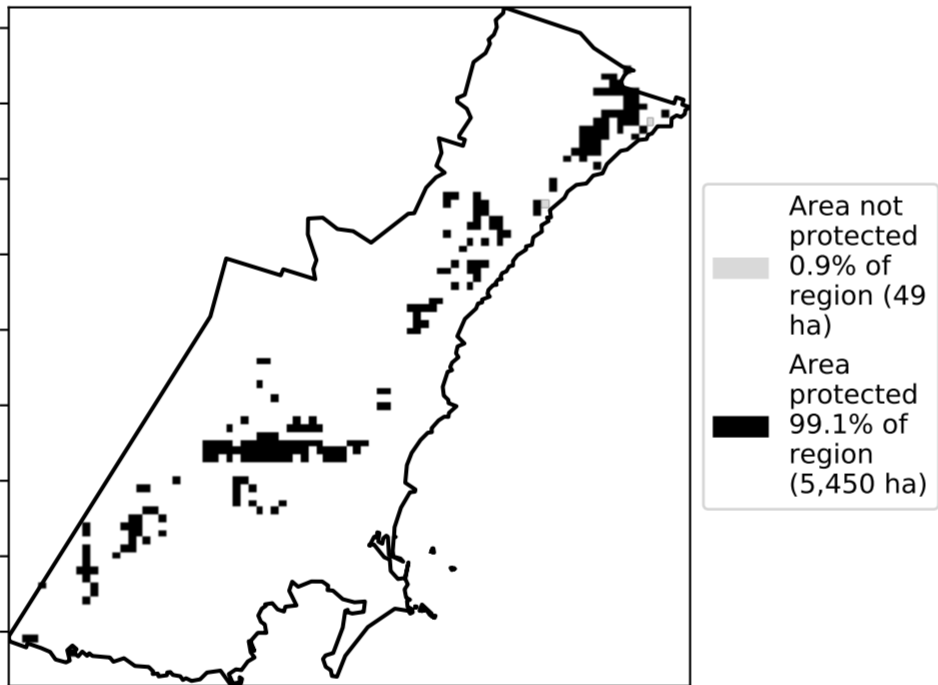 Area not
protected
0.9% of
region (49
ha)
Area
protected
99.1% of
region
(5,450 ha)